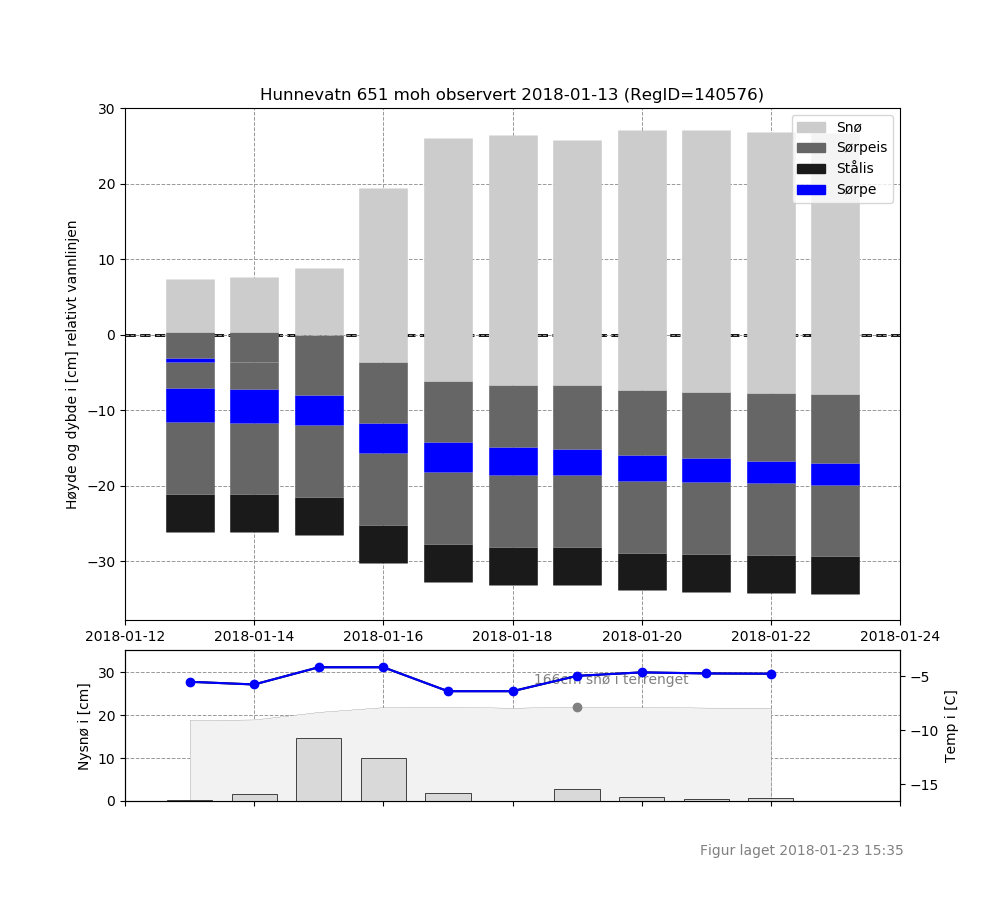 Hunnevatn 651 moh observert 2018-01-13 (RegID=140576)
Høyde og dybde i [cm] relativt vannlinjen
30
20
10
0
−10
−20
−30
Snø
Sørpeis
Stålis
Sørpe
2018-01-12 2018-01-14 2018-01-16 2018-01-18 2018-01-20 2018-01-22 2018-01-24
Nysnø i [cm]
30
20
10
0
166cm snø i terrenget
−5
−10
−15
Temp i [C]
Figur laget 2018-01-23 15:35